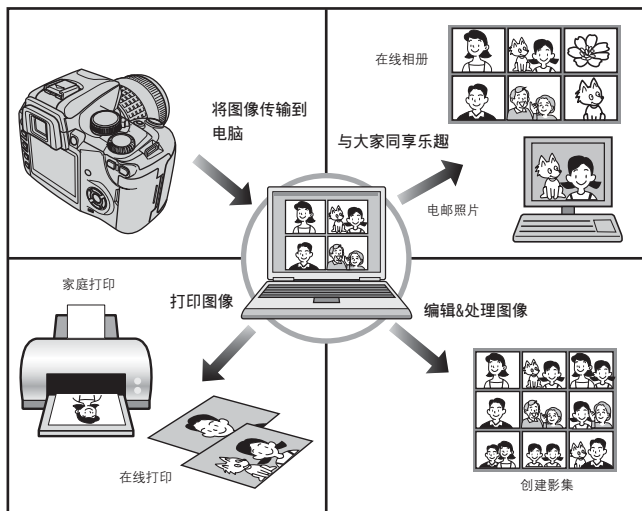 将图像传输到
电脑
在线相册
与大家同享乐趣
电邮照片
家庭打印
打印图像
在线打印
编辑&处理图像
创建影集